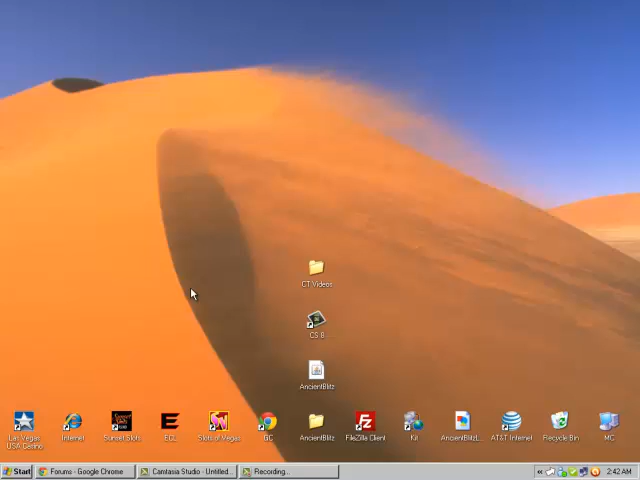 CT Videos
CS 8
AncientBlitz
Las Vegas
USA Casino
Internet
Sunset Slots
ECL
Slots of Vegas
GC
AncientBlitz
FileZilla Client
Kit
AncientBlitzL...
AT&T Internet
Recycle Bin
MC
Start
Forums - Google Chrome
Camtasia Studio - Untitled...
Recording...
2:42 AM